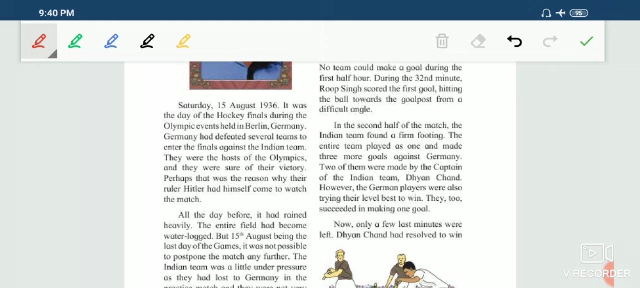 9:40 PM
95
Saturday, 15 August 1936. It was
the day of the Hockey finals during the
Olympic events held in Berlin, Germany.
Germany had defeated several teams to
enter the finals against the Indian team.
They were the hosts of the Olympics,
and they were sure of their victory.
Perhaps that was the reason why their
ruler Hitler had himself come to watch
the match.
All the day before, it had rained
heavily. The entire field had become
water-logged. But 15th August being the
last day of the Games, it was not possible
to postpone the match any further. The
Indian team was a little under pressure
as they had lost to Germany in the
practice match and they were not very
No team could make a goal during the
first half hour. During the 32nd minute,
Roop Singh scored the first goal, hitting
the ball towards the goalpost from a
difficult angle.
In the second half of the match, the
Indian team found a firm footing. The
entire team played as one and made
three more goals against Germany.
Two of them were made by the Captain
of the Indian team, Dhyan Chand.
However, the German players were also
trying their level best to win. They, too,
succeeded in making one goal.
Now, only a few last minutes were
left. Dhyan Chand had resolved to win
V RECORDER